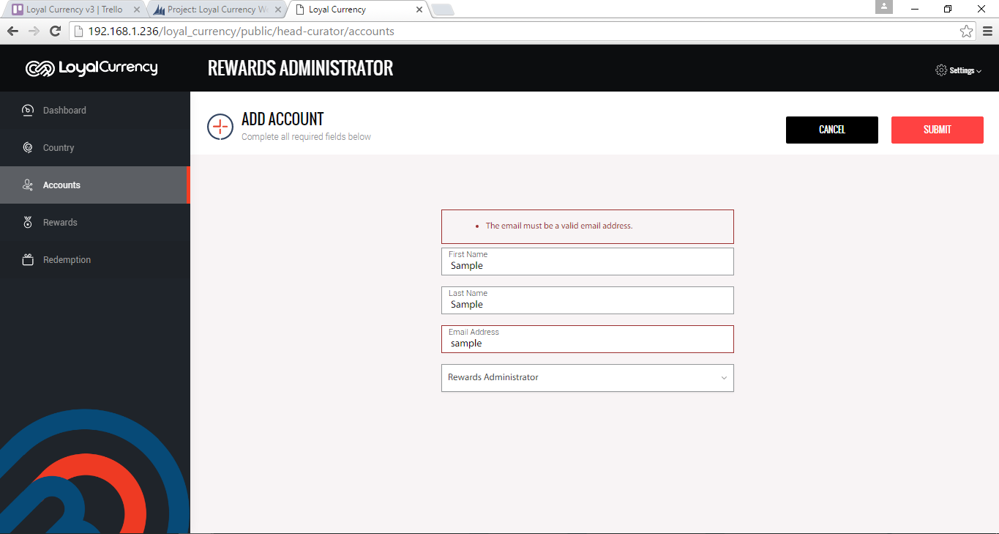 Loyal Currency v3 | Trello
Project: Loyal Currency We
Loyal Currency
192.168.1.236/loyal_currency/public/head-curator/accounts
LoyalCurrency
REWARDS ADMINISTRATOR
Settings
Dashboard
Country
Accounts
Rewards
Redemption
ADD ACCOUNT
Complete all required fields below
CANCEL
SUBMIT
The email must be a valid email address.
First Name
Sample
Last Name
Sample
Email Address
sample
Rewards Administrator